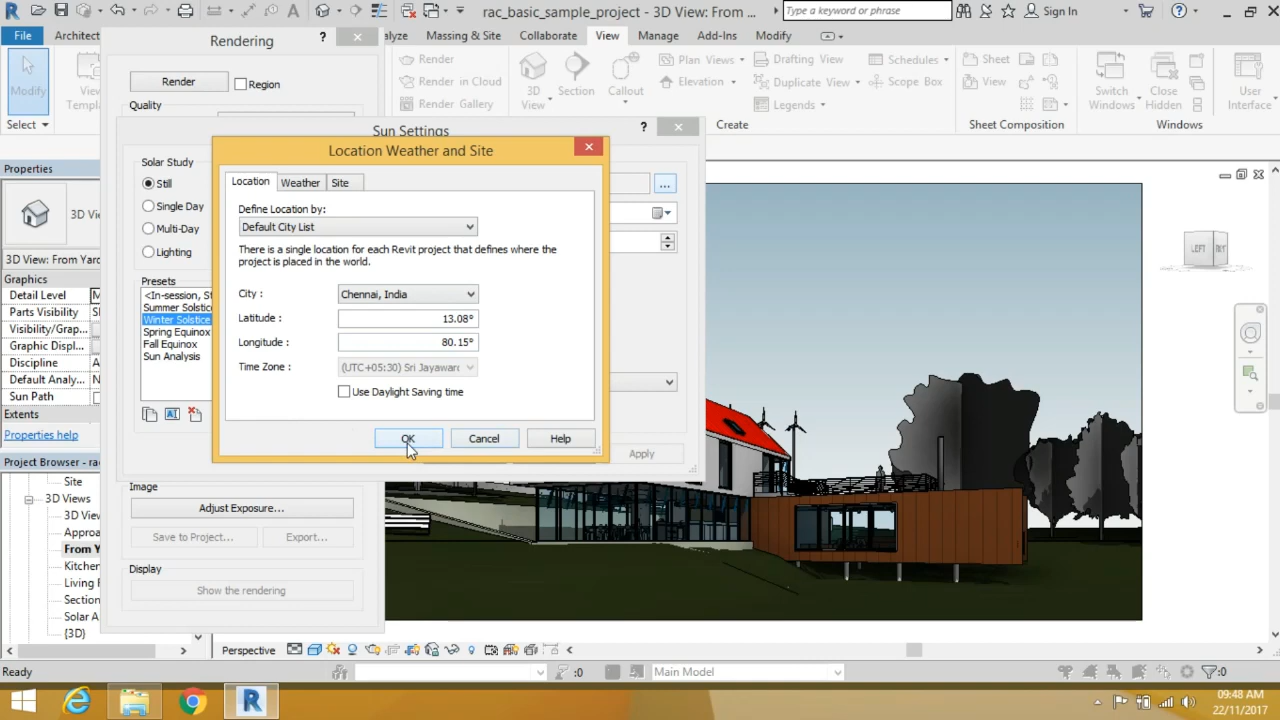 rac_basic_sample_project - 3D View: From ...
Type a keyword or phrase
Sign In
File
Architect
alyze
Massing & Site
Collaborate
View
Manage
Add-Ins
Modify
Modify
Select
View
Templa
Render
Render in Cloud
Render Gallery
3D
View
Section
Callout
Plan Views
Elevation
Drafting View
Duplicate View
Legends
Schedules
Scope Box
Create
Sheet
View
Sheet Composition
Switch
Windows
Close
Hidden
Windows
User
Interface
Rendering
?
Render
Region
Quality
Sun Settings
?
Solar Study
Still
Single Day
Multi-Day
Lighting
Presets
<In-session, St
Summer Solstice
Winter Solstice
Spring Equinox
Fall Equinox
Sun Analysis
...
Apply
Location Weather and Site
Location
Weather
Site
Define Location by:
Default City List
There is a single location for each Revit project that defines where the
project is placed in the world.
City :
Chennai, India
Latitude :
13.08°
Longitude :
80.15°
Time Zone :
(UTC+05:30) Sri Jayaward
Use Daylight Saving time
OK
Cancel
Help
Image
Adjust Exposure...
Save to Project...
Export...
Display
Show the rendering
Properties
3D Vi
3D View: From Yard
Graphics
Detail Level
M
Parts Visibility
Visibility/Grap...
Graphic Displ...
Discipline
Default Analy...
Sun Path
Extents
Properties help
Project Browser - rac
Site
3D Views
3D View
Approa
From Y
Kitchen
Living R
Section
Solar A
{3D}
LEFT
Perspective
Ready
:0
Main Model
:0
09:48 AM
22/11/2017